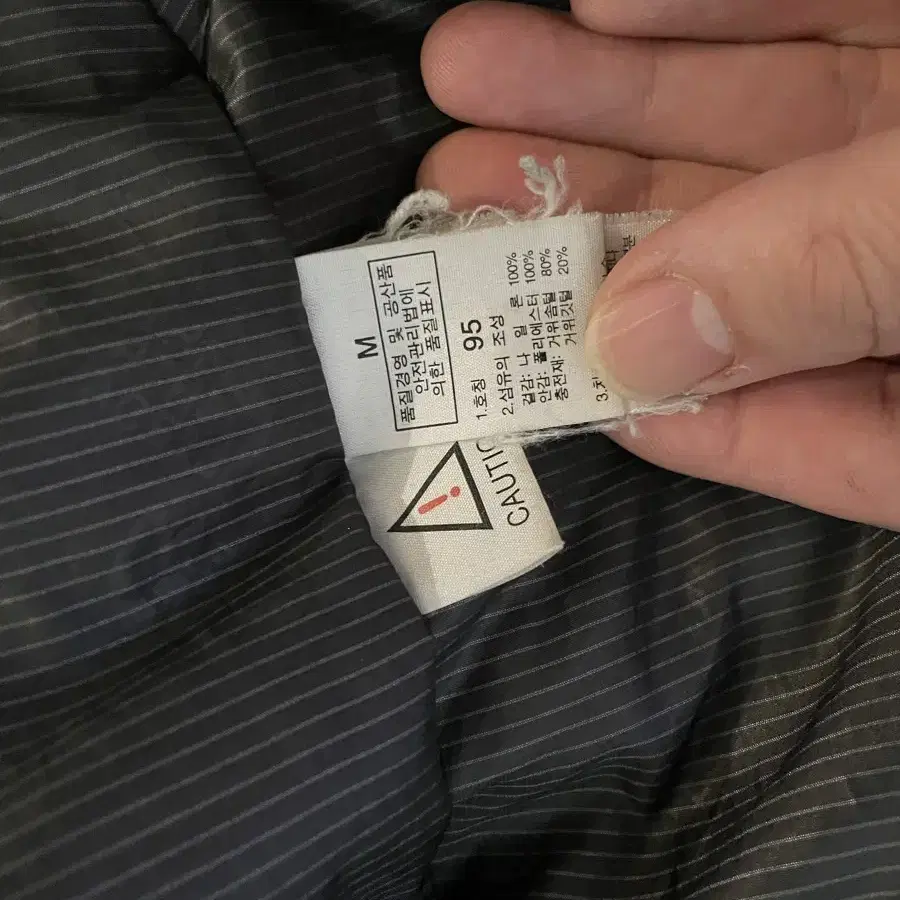 M
품질경영 및 공산품
안전관리법에
의한 품질표시
1.호칭 95
2.섬유의 조성
겉감: 나 일 론 100%
안감: 폴리에스터 100%
충전재: 거위솜털 80%
거위깃털 20%
CAUTIO